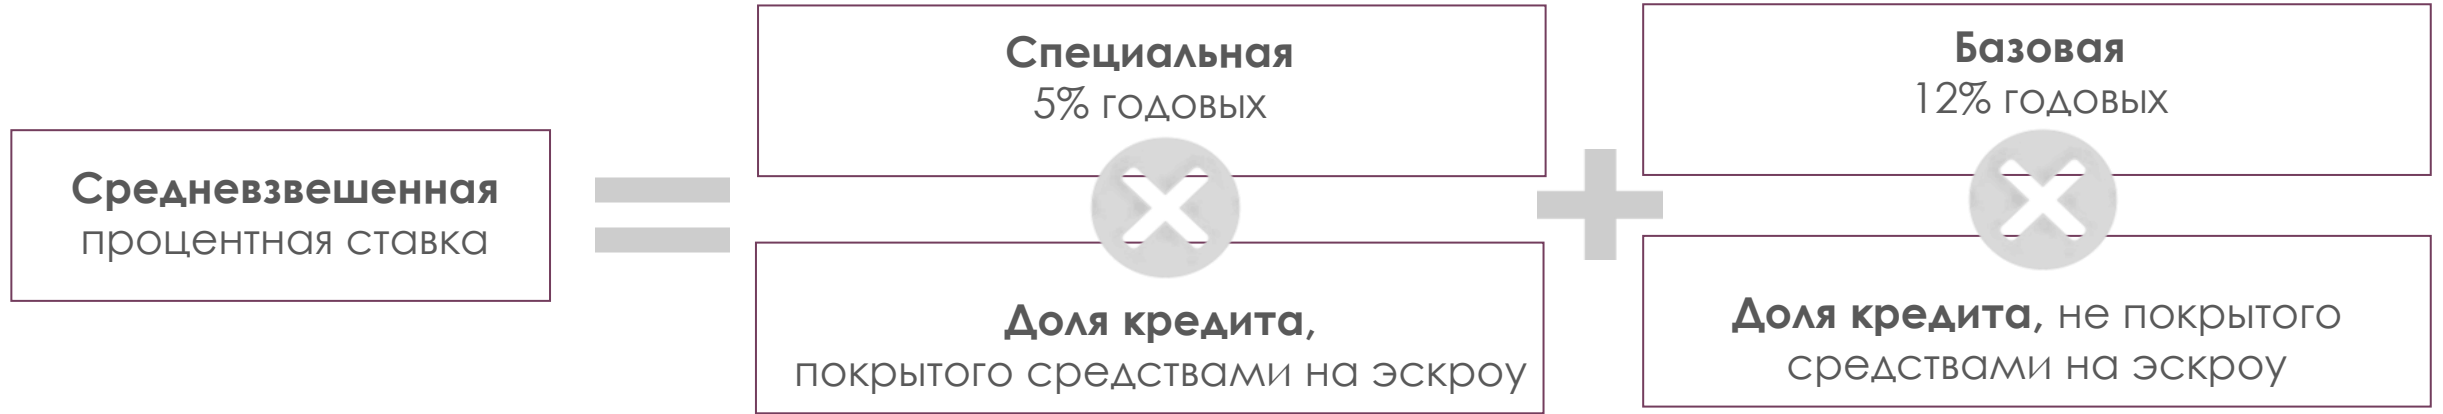 Средневзвешенная
процентная ставка
Специальная
5% годовых
Доля кредита,
покрытого средствами на эскроу
Базовая
12% годовых
Доля кредита, не покрытого
средствами на эскроу